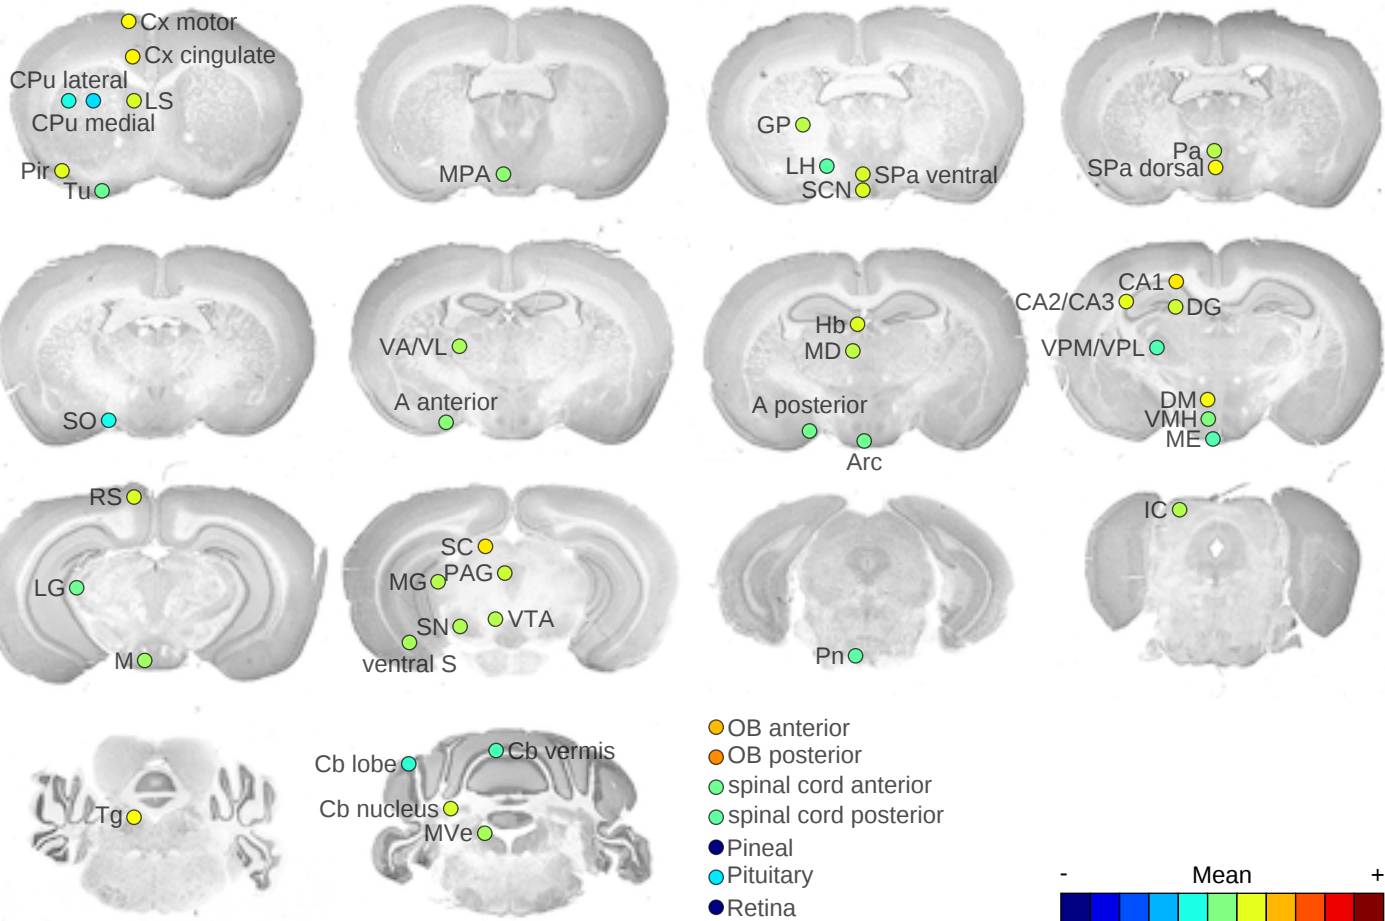 Cx motor
Cx cingulate
CPu lateral
LS
CPu medial
Pir
Tu
MPA
GP
LH
SPa ventral
SCN
Pa
SPa dorsal
SO
VA/VL
A anterior
Hb
MD
A posterior
Arc
CA1
CA2/CA3
DG
VPM/VPL
DM
VMH
ME
RS
LG
M
SC
PAG
MG
VTA
SN
ventral S
Pn
IC
Tg
Cb lobe
Cb vermis
Cb nucleus
MVe
OB anterior
OB posterior
spinal cord anterior
spinal cord posterior
Pineal
Pituitary
Retina
- Mean +